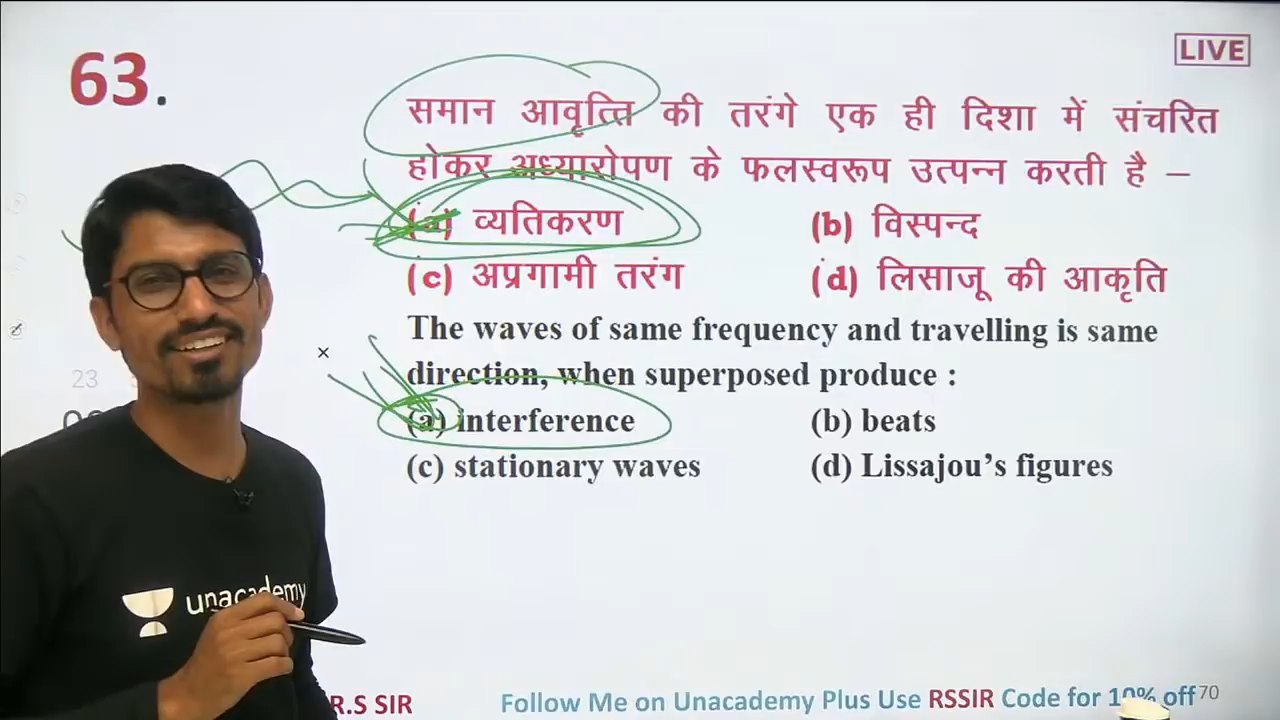 63.
LIVE
समान आवृत्ति की तरंगे एक ही दिशा में संचरित
होकर अध्यारोपण के फलस्वरूप उत्पन्न करती है –
(a) व्यतिकरण (b) विस्पन्द
(c) अप्रगामी तरंग (d) लिसाजू की आकृति
The waves of same frequency and travelling is same
direction, when superposed produce :
23
(a) interference (b) beats
(c) stationary waves (d) Lissajou's figures
unacademy
R.S SIR
Follow Me on Unacademy Plus Use RSSIR Code for 10% off
70